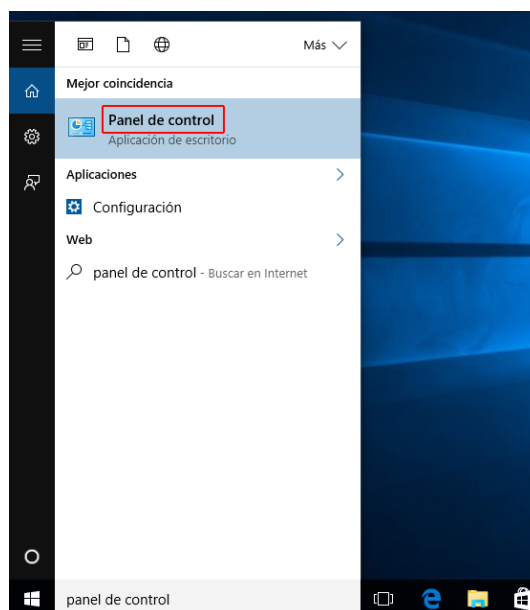 Más
Mejor coincidencia
Panel de control
Aplicación de escritorio
Aplicaciones
Configuración
Web
panel de control - Buscar en Internet
panel de control